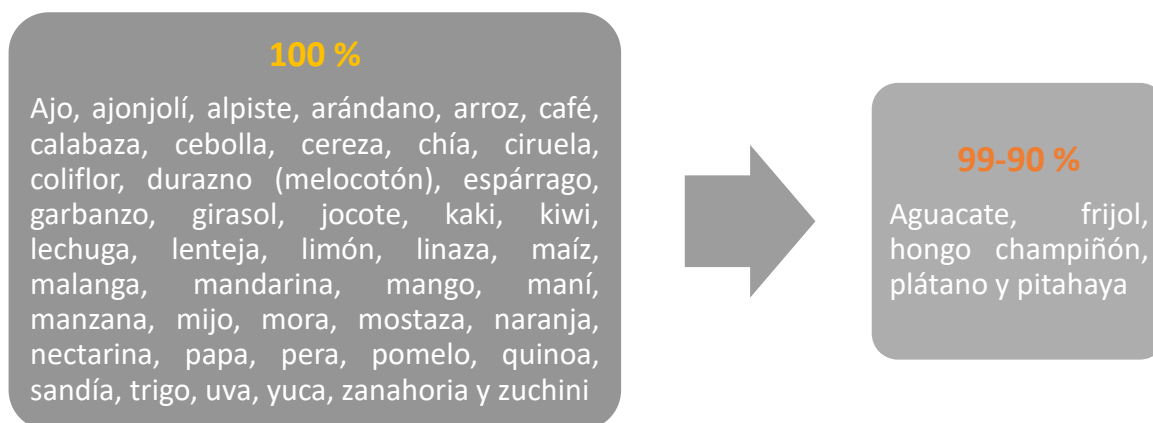 100 %
Ajo, ajonjolí, alpiste, arándano, arroz, café,
calabaza, cebolla, cereza, chía, ciruela,
coliflor, durazno (melocotón), espárrago,
garbanzo, girasol, jocote, kaki, kiwi,
lechuga, lenteja, limón, linaza, maíz,
malanga, mandarina, mango, maní,
manzana, mijo, mora, mostaza, naranja,
nectarina, papa, pera, pomelo, quinoa,
sandía, trigo, uva, yuca, zanahoria y zuchini
99-90 %
Aguacate, frijol,
hongo champiñón,
plátano y pitahaya